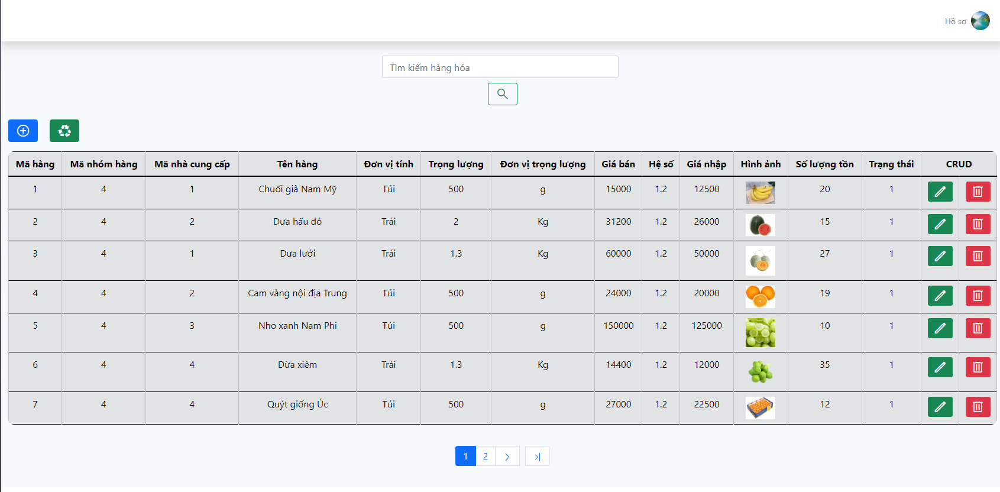 Hồ sơ
Tìm kiếm hàng hóa
Mã hàng Mã nhóm hàng Mã nhà cung cấp Tên hàng Đơn vị tính Trọng lượng Đơn vị trọng lượng Giá bán Hệ số Giá nhập Hình ảnh Số lượng tồn Trạng thái CRUD
1 4 1 Chuối già Nam Mỹ Túi 500 g 15000 1.2 12500 20 1
2 4 2 Dưa hấu đỏ Trái 2 Kg 31200 1.2 26000 15 1
3 4 1 Dưa lưới Trái 1.3 Kg 60000 1.2 50000 27 1
4 4 2 Cam vàng nội địa Trung Túi 500 g 24000 1.2 20000 19 1
5 4 3 Nho xanh Nam Phi Túi 500 g 150000 1.2 125000 10 1
6 4 4 Dừa xiêm Trái 1.3 Kg 14400 1.2 12000 35 1
7 4 4 Quýt giống Úc Túi 500 g 27000 1.2 22500 12 1
1 2